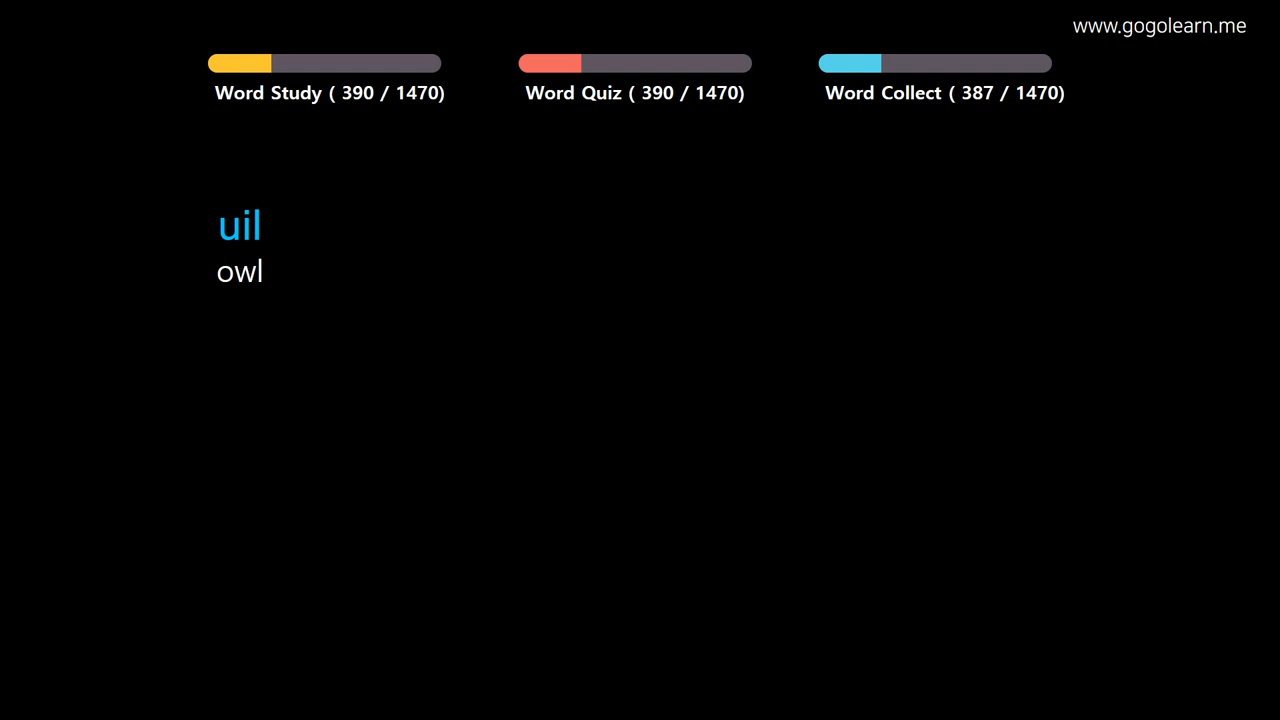 www.gogolearn.me
Word Study ( 390 / 1470)
Word Quiz ( 390 / 1470)
Word Collect ( 387 / 1470)
uil
owl